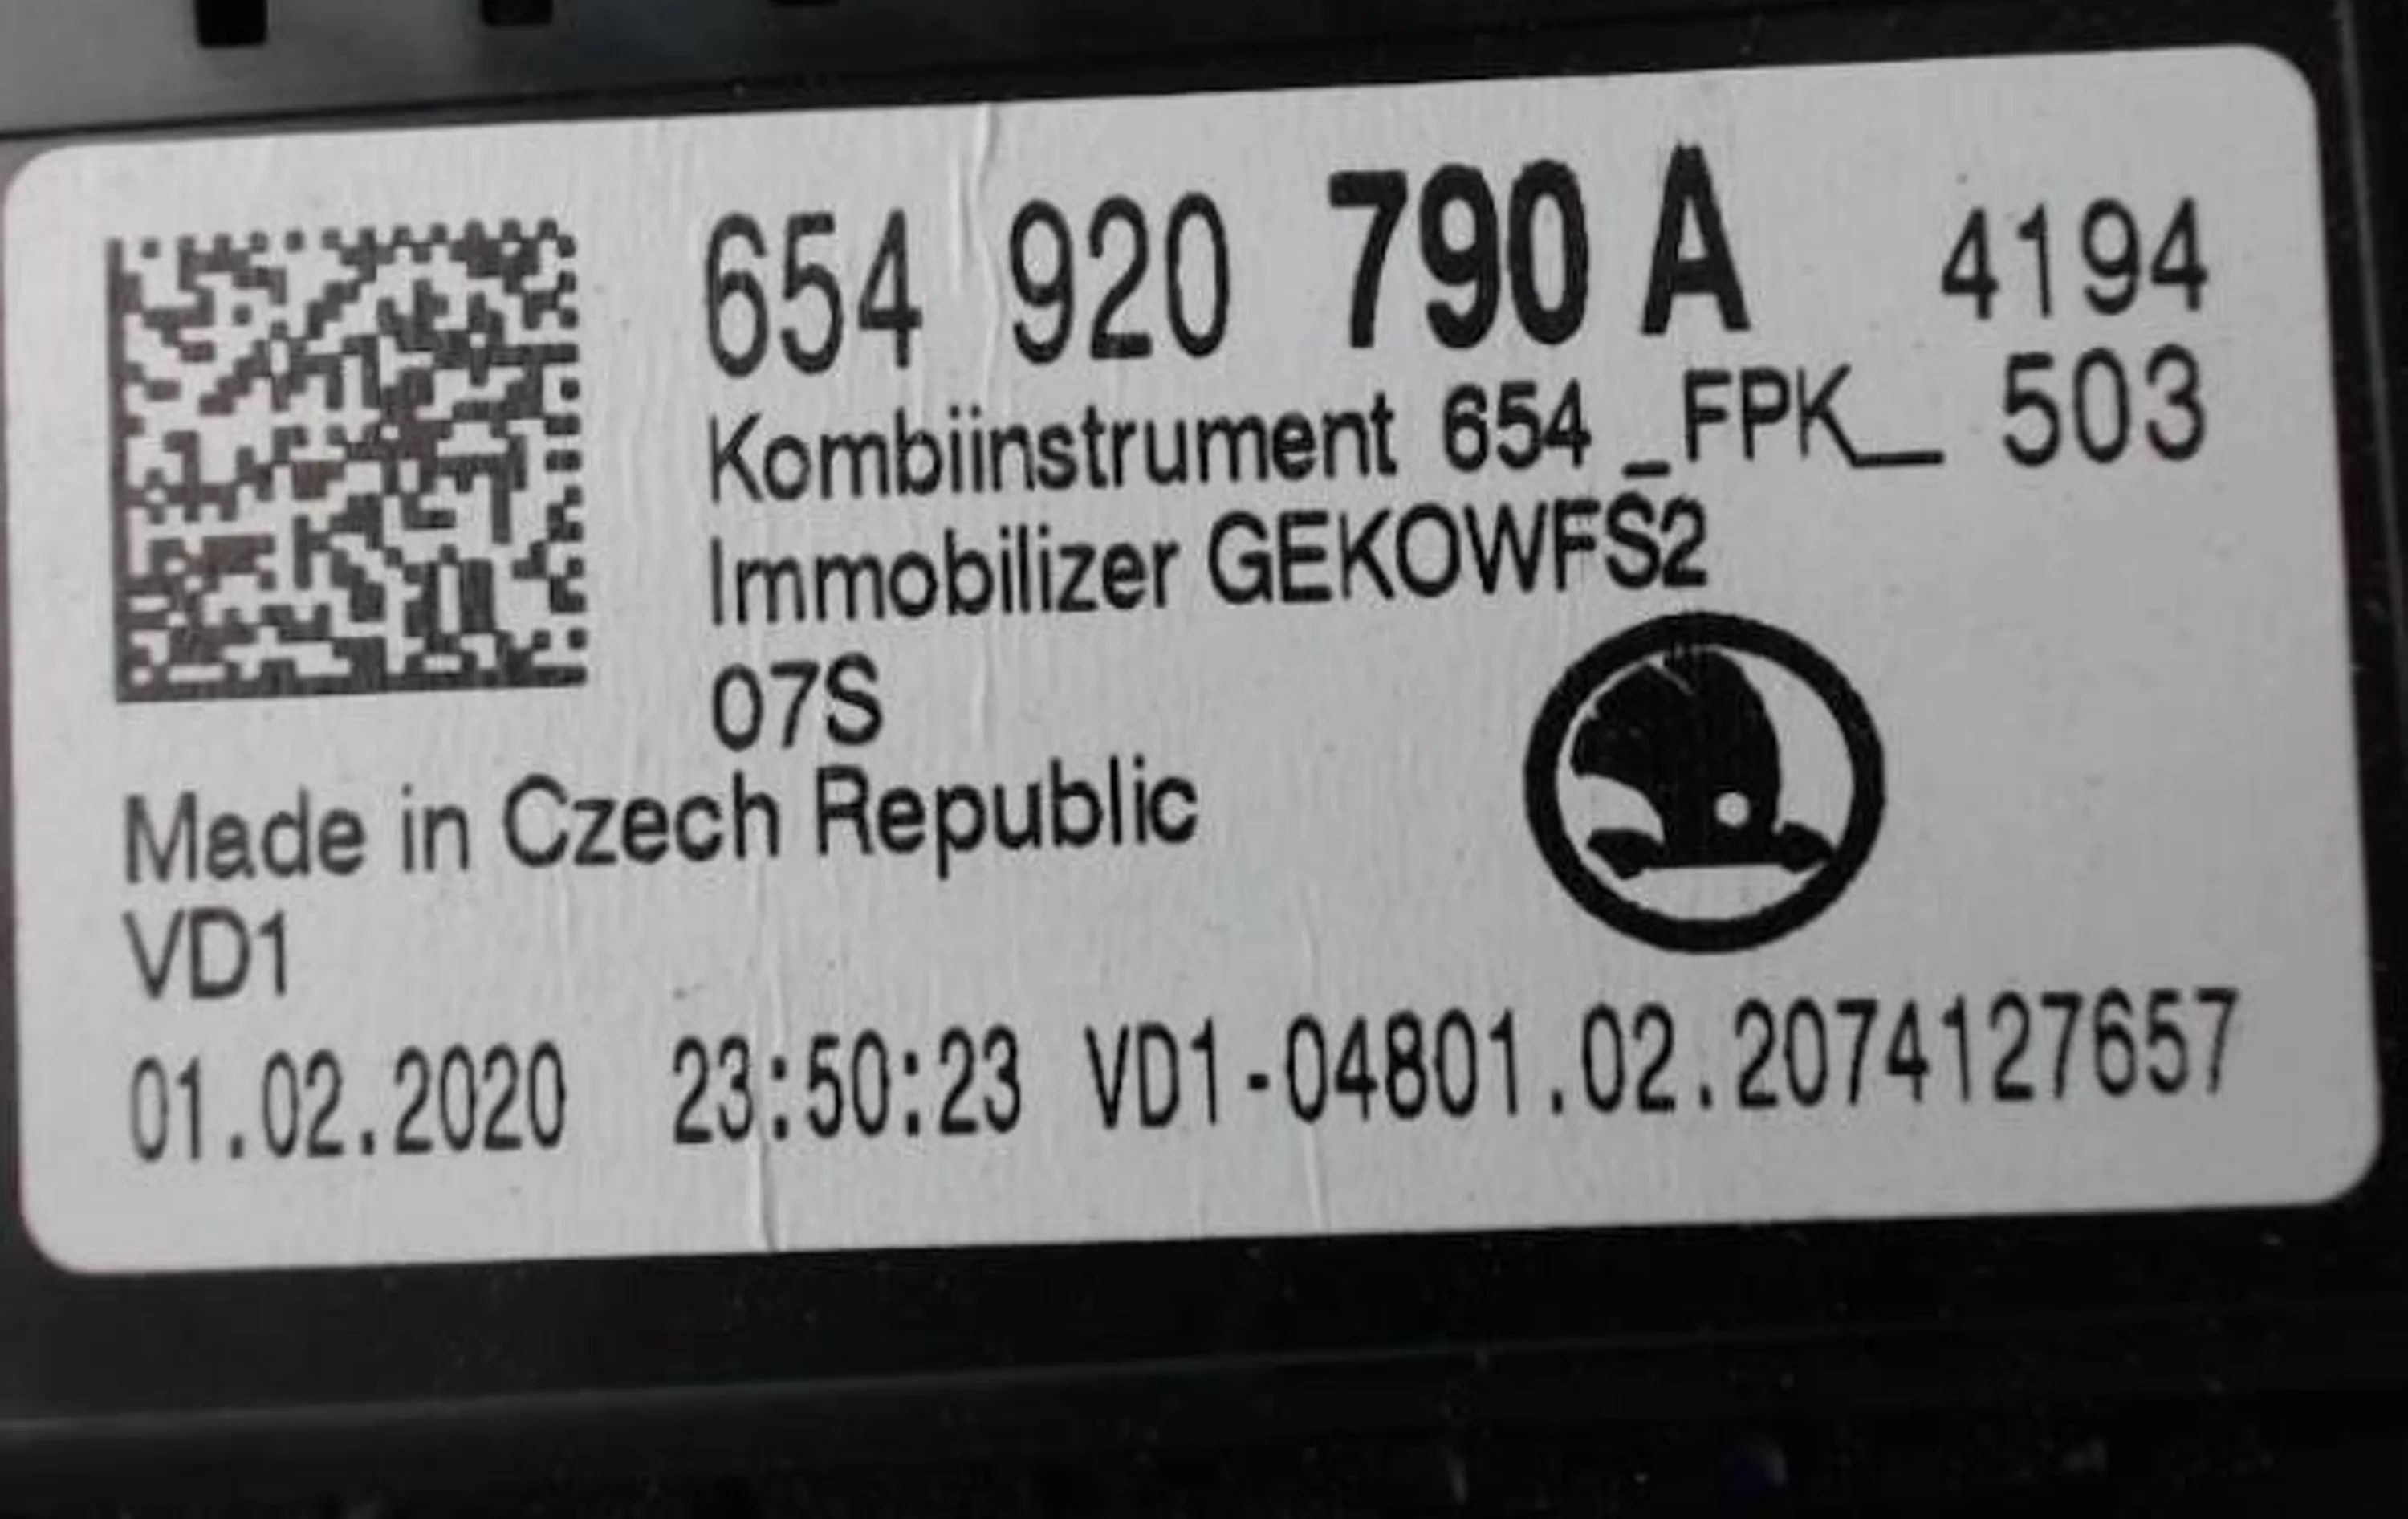 654 920 790 A 4194
Kombiinstrument 654 _FPK_ 503
Immobilizer GEKOWFS2
07S
Made in Czech Republic
VD1
01.02.2020 23:50:23 VD1-04801.02.2074127657